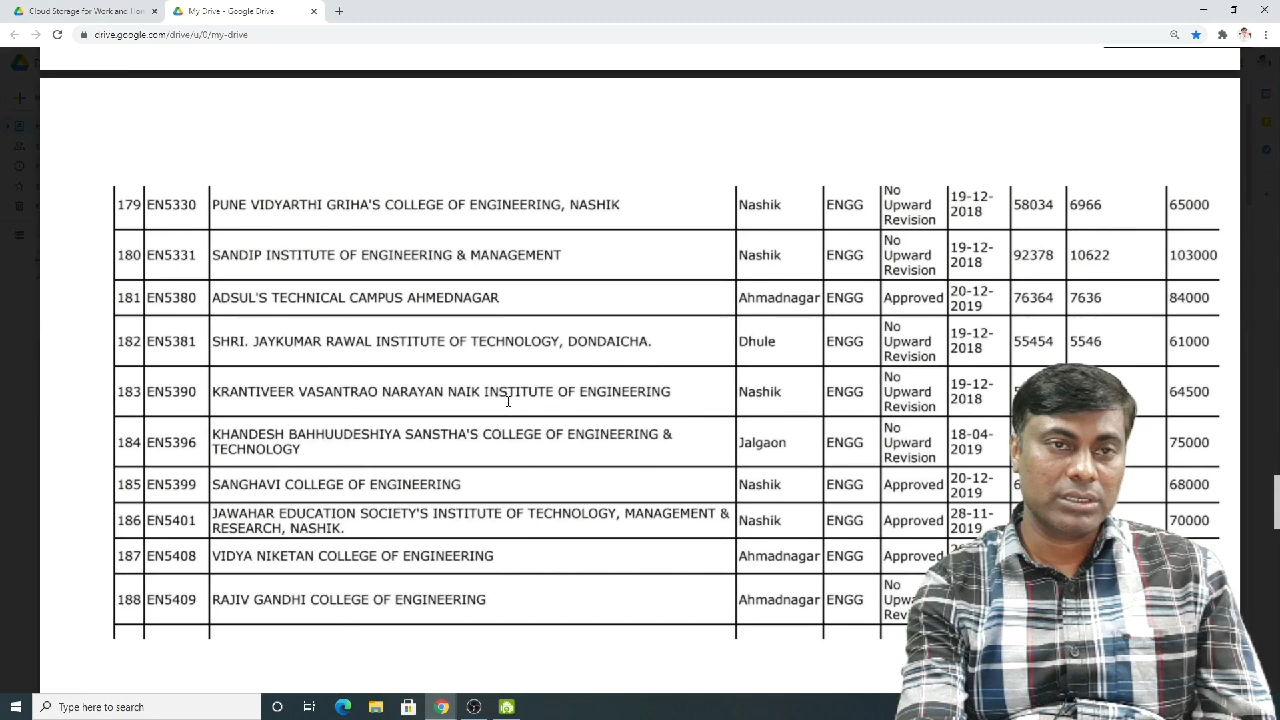 Cloud Storage for Work and Hom
My Drive - Google Drive
drive.google.com/drive/u/0/my-drive
179 EN5330 PUNE VIDYARTHI GRIHA'S COLLEGE OF ENGINEERING, NASHIK Nashik ENGG No Upward Revision 19-12-2018 58034 6966 65000
180 EN5331 SANDIP INSTITUTE OF ENGINEERING & MANAGEMENT Nashik ENGG No Upward Revision 19-12-2018 92378 10622 103000
181 EN5380 ADSUL'S TECHNICAL CAMPUS AHMEDNAGAR Ahmadnagar ENGG Approved 20-12-2019 76364 7636 84000
182 EN5381 SHRI. JAYKUMAR RAWAL INSTITUTE OF TECHNOLOGY, DONDAICHA. Dhule ENGG No Upward Revision 19-12-2018 55454 5546 61000
183 EN5390 KRANTIVEER VASANTRAO NARAYAN NAIK INSTITUTE OF ENGINEERING Nashik ENGG No Upward Revision 19-12-2018 64500
184 EN5396 KHANDESH BAHHUUDESHIYA SANSTHA'S COLLEGE OF ENGINEERING & TECHNOLOGY Jalgaon ENGG No Upward Revision 18-04-2019 75000
185 EN5399 SANGHAVI COLLEGE OF ENGINEERING Nashik ENGG Approved 20-12-2019 68000
186 EN5401 JAWAHAR EDUCATION SOCIETY'S INSTITUTE OF TECHNOLOGY, MANAGEMENT & RESEARCH, NASHIK. Nashik ENGG Approved 28-11-2019 70000
187 EN5408 VIDYA NIKETAN COLLEGE OF ENGINEERING Ahmadnagar ENGG Approved
188 EN5409 RAJIV GANDHI COLLEGE OF ENGINEERING Ahmadnagar ENGG No
Type here to search